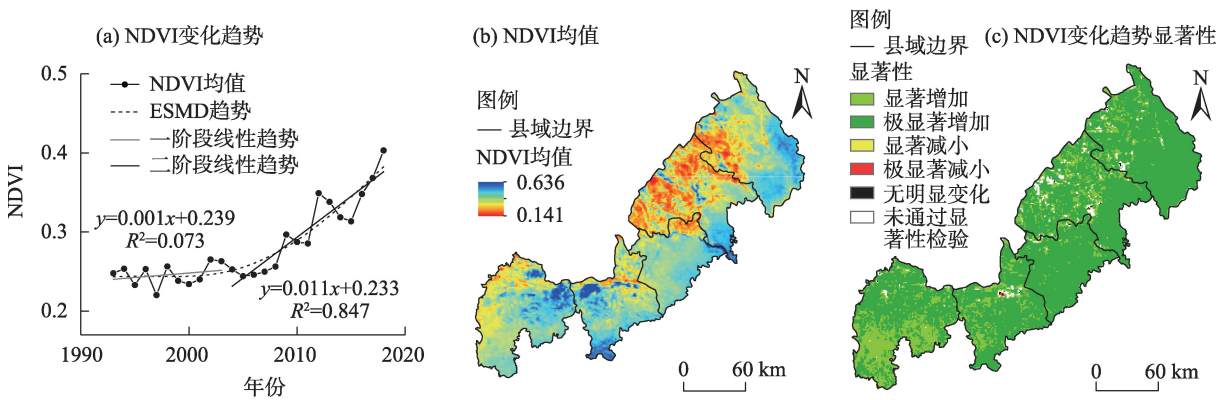 (a) NDVI变化趋势
0.5
0.4
0.3
0.2
NDVI
NDVI均值
ESMD趋势
一阶段线性趋势
二阶段线性趋势
y=0.001x+0.239
R²=0.073
y=0.011x+0.233
R²=0.847
1990
2000
2010
2020
年份
(b) NDVI均值
图例
县域边界
NDVI均值
0.636
0.141
N
0
60 km
图例
县域边界
显著性
显著增加
极显著增加
显著减小
极显著减小
无明显变化
未通过显
著性检验
(c) NDVI变化趋势显著性
N
0
60 km